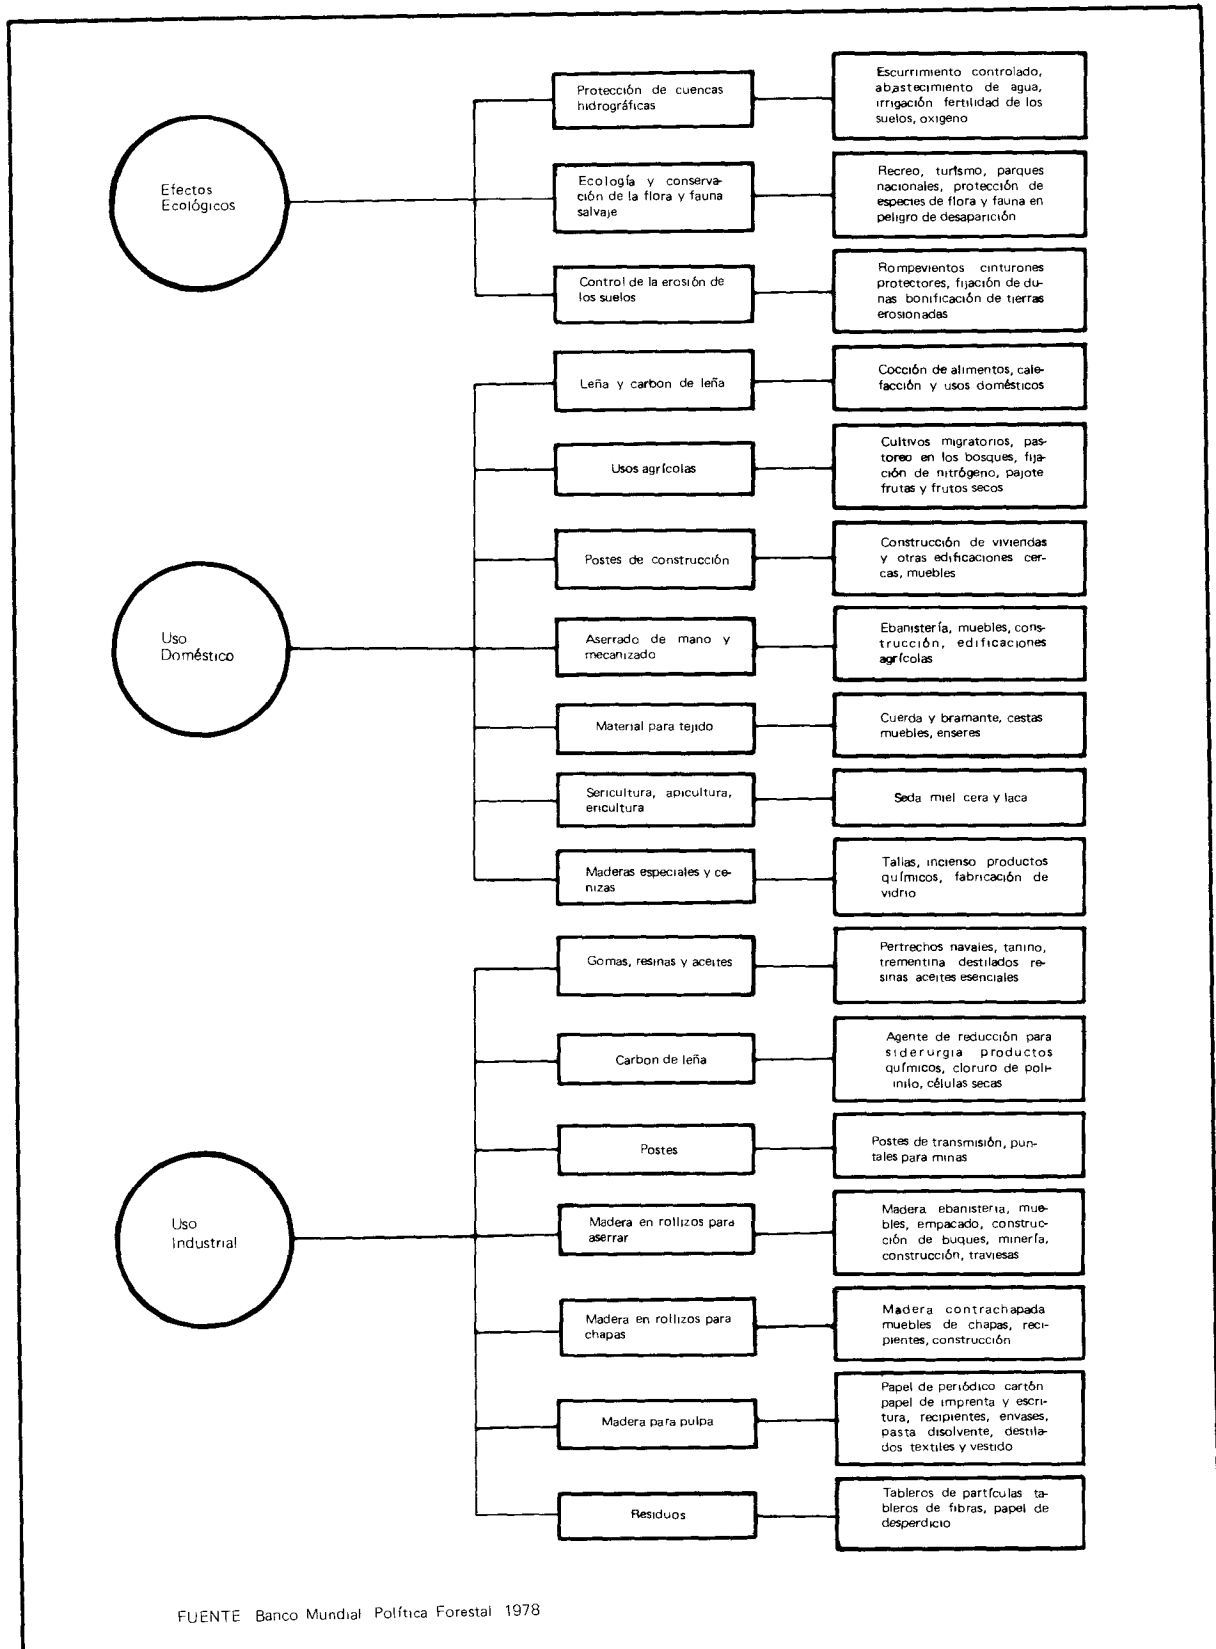 Efectos
Ecológicos
Protección de cuencas
hidrográficas
Escurrimiento controlado,
abastecimiento de agua,
irrigación fertilidad de los
suelos, oxigeno
Ecología y conserva-
ción de la flora y fauna
salvaje
Recreo, turísmo, parques
nacionales, protección de
especies de flora y fauna en
peligro de desaparición
Control de la erosión de
los suelos
Rompevientos cinturones
protectores, fijación de du-
nas bonificación de tierras
erosionadas
Uso
Doméstico
Leña y carbon de leña
Cocción de alimentos, cale-
facción y usos domésticos
Usos agrícolas
Cultivos migratorios, pas-
toreo en los bosques, fija-
ción de nitrógeno, pajote
frutas y frutos secos
Postes de construcción
Construcción de viviendas
y otras edificaciones cer-
cas, muebles
Aserrado de mano y
mecanizado
Ebanistería, muebles, cons-
trucción, edificaciones
agrícolas
Material para tejido
Cuerda y bramante, cestas
muebles, enseres
Sericultura, apicultura,
ericultura
Seda miel cera y laca
Maderas especiales y ce-
nizas
Tallas, incienso productos
químicos, fabricación de
vidrio
Uso
Industrial
Gomas, resinas y aceites
Pertrechos navales, tanino,
trementina destilados re-
sinas aceites esenciales
Carbon de leña
Agente de reducción para
siderurgia productos
químicos, cloruro de poli-
inilo, células secas
Postes
Postes de transmisión, pun-
tales para minas
Madera en rollizos para
aserrar
Madera ebanisteria, mue-
bles, empacado, construc-
ción de buques, minería,
construcción, traviesas
Madera en rollizos para
chapas
Madera contrachapada
muebles de chapas, reci-
pientes, construcción
Madera para pulpa
Papel de periódico cartón
papel de imprenta y escri-
tura, recipientes, envases,
pasta disolvente, destila-
dos textiles y vestido
Residuos
Tableros de partículas ta-
bleros de fibras, papel de
desperdicio
FUENTE Banco Mundial Política Forestal 1978